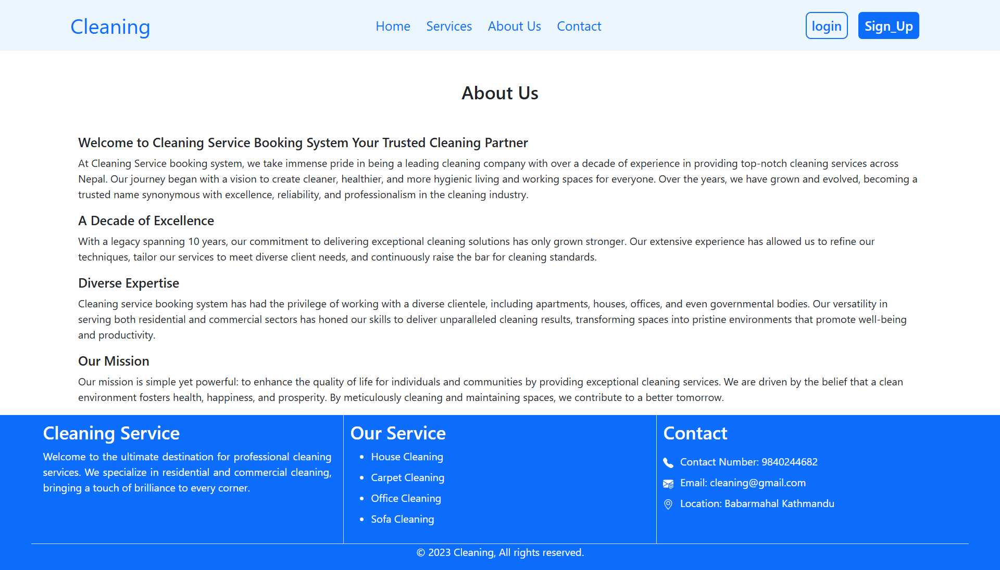 Cleaning
Home Services About Us Contact
login Sign_Up
About Us
Welcome to Cleaning Service Booking System Your Trusted Cleaning Partner
At Cleaning Service booking system, we take immense pride in being a leading cleaning company with over a decade of experience in providing top-notch cleaning services across
Nepal. Our journey began with a vision to create cleaner, healthier, and more hygienic living and working spaces for everyone. Over the years, we have grown and evolved, becoming a
trusted name synonymous with excellence, reliability, and professionalism in the cleaning industry.
A Decade of Excellence
With a legacy spanning 10 years, our commitment to delivering exceptional cleaning solutions has only grown stronger. Our extensive experience has allowed us to refine our
techniques, tailor our services to meet diverse client needs, and continuously raise the bar for cleaning standards.
Diverse Expertise
Cleaning service booking system has had the privilege of working with a diverse clientele, including apartments, houses, offices, and even governmental bodies. Our versatility in
serving both residential and commercial sectors has honed our skills to deliver unparalleled cleaning results, transforming spaces into pristine environments that promote well-being
and productivity.
Our Mission
Our mission is simple yet powerful: to enhance the quality of life for individuals and communities by providing exceptional cleaning services. We are driven by the belief that a clean
environment fosters health, happiness, and prosperity. By meticulously cleaning and maintaining spaces, we contribute to a better tomorrow.
Cleaning Service
Welcome to the ultimate destination for professional cleaning
services. We specialize in residential and commercial cleaning,
bringing a touch of brilliance to every corner.
Our Service
• House Cleaning
• Carpet Cleaning
• Office Cleaning
• Sofa Cleaning
Contact
Contact Number: 9840244682
Email: cleaning@gmail.com
Location: Babarmahal Kathmandu
© 2023 Cleaning, All rights reserved.